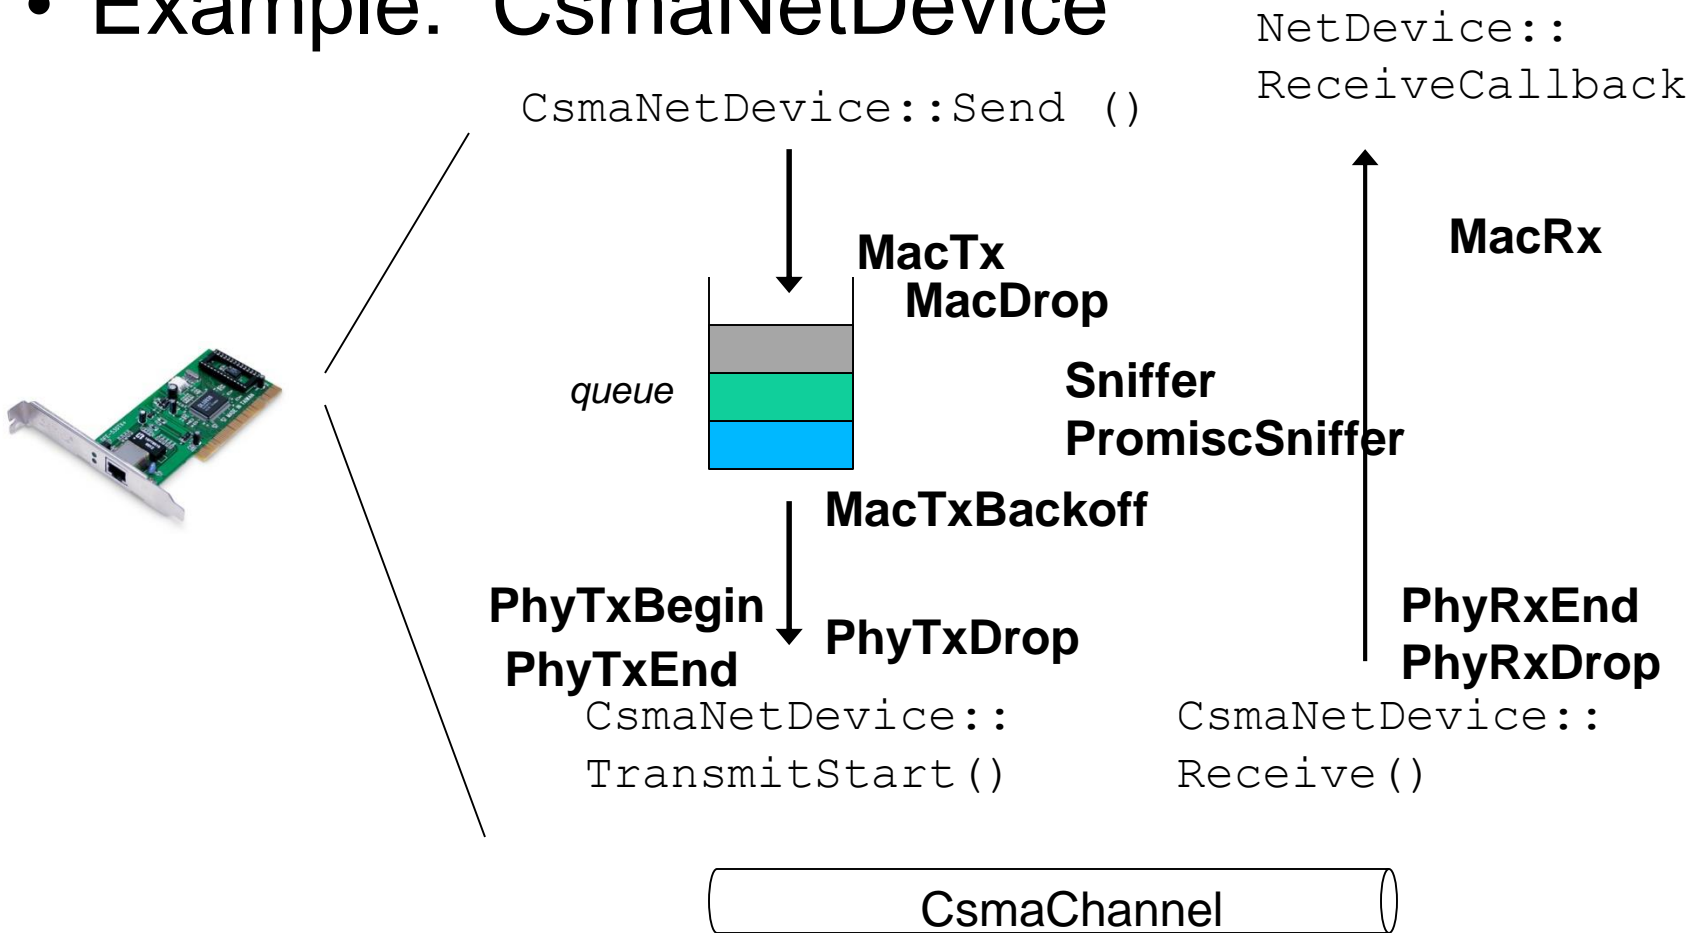 • Example: CsmaNetDevice
NetDevice::
ReceiveCallback
CsmaNetDevice::Send ()
MacTx
MacDrop
MacRx
queue
Sniffer
PromiscSniffer
MacTxBackoff
PhyTxBegin
PhyTxEnd
PhyTxDrop
PhyRxEnd
PhyRxDrop
CsmaNetDevice::
TransmitStart()
CsmaNetDevice::
Receive()
CsmaChannel